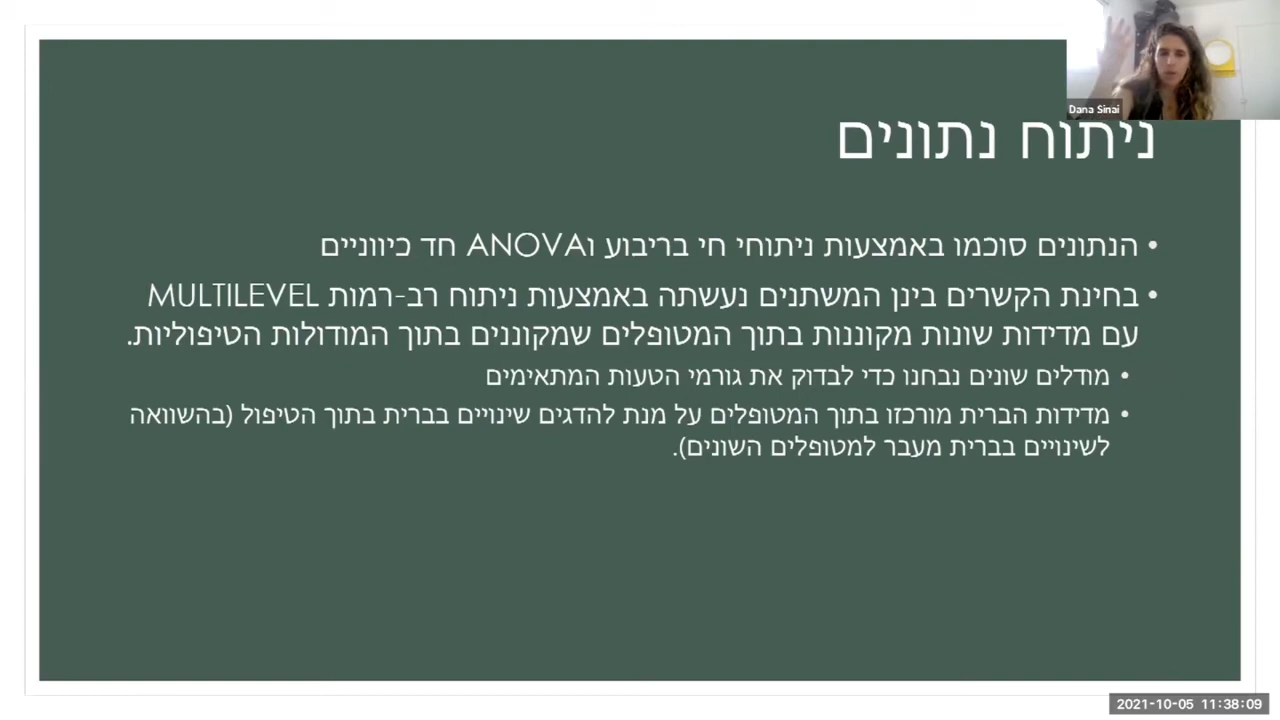 Dana Sinai
ניתוח נתונים
• הנתונים סוכמו באמצעות ניתוחי חי בריבוע וANOVA חד כיווניים
• בחינת הקשרים בינן המשתנים נעשתה באמצעות ניתוח רב-רמות MULTILEVEL
עם מדידות שונות מקוננות בתוך המטופלים שמקוננים בתוך המודולות הטיפוליות.
• מודלים שונים נבחנו כדי לבדוק את גורמי הטעות המתאימים
• מדידות הברית מורכזו בתוך המטופלים על מנת להדגים שינויים בברית בתוך הטיפול (בהשוואה
לשינויים בברית מעבר למטופלים השונים).
2021-10-05 11:38:09